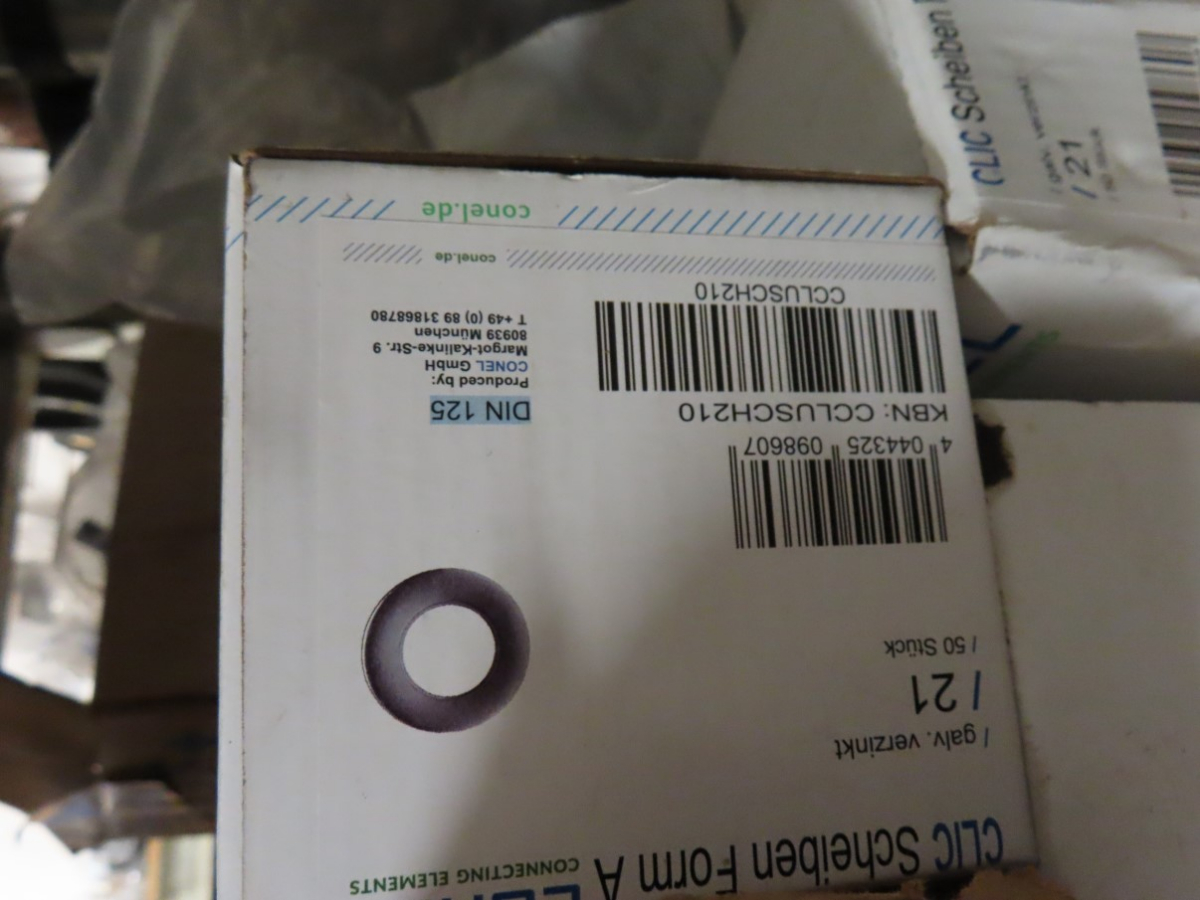 CONNECTING ELEMENTS
CLIC Scheiben Form A
/ galv. verzinkt
/ 21
/ 50 Stück
4 044325 098607
KBN: CCLUSCH210
CCLUSCH210
DIN 125
Produced by:
CONEL GmbH
Margot-Kalinke-Str. 9
80939 München
T +49 (0) 89 31868780
conel.de
conel.de
CLIC Scheiben
/ galv. verzinkt
/ 21